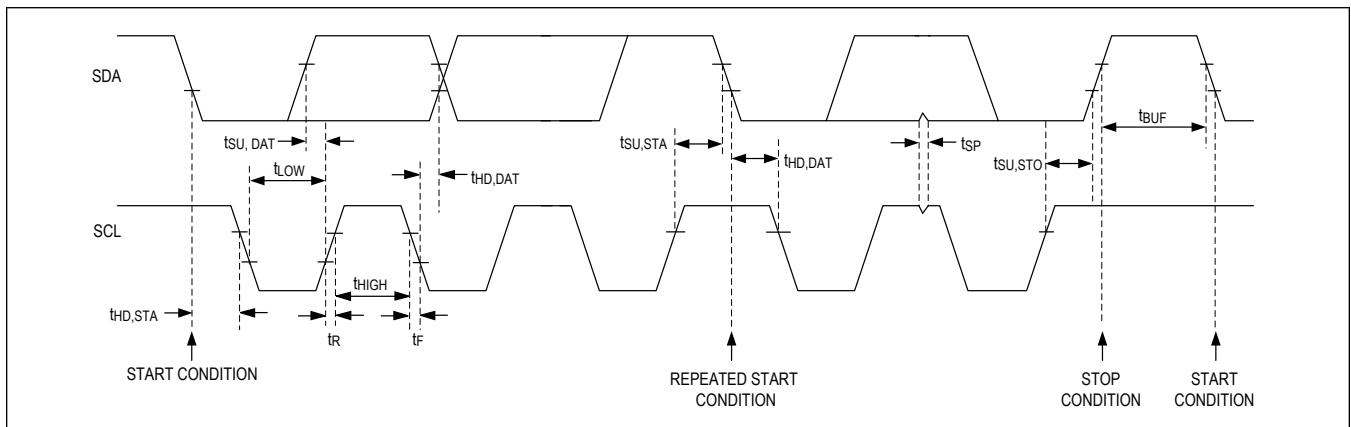 SDA
tSU, DAT
tLOW
tHD,DAT
tSU,STA
tHD,DAT
tSP
tSU,STO
tBUF
SCL
tHD,STA
tHIGH
tR
tF
START CONDITION
REPEATED START
CONDITION
STOP
CONDITION
START
CONDITION